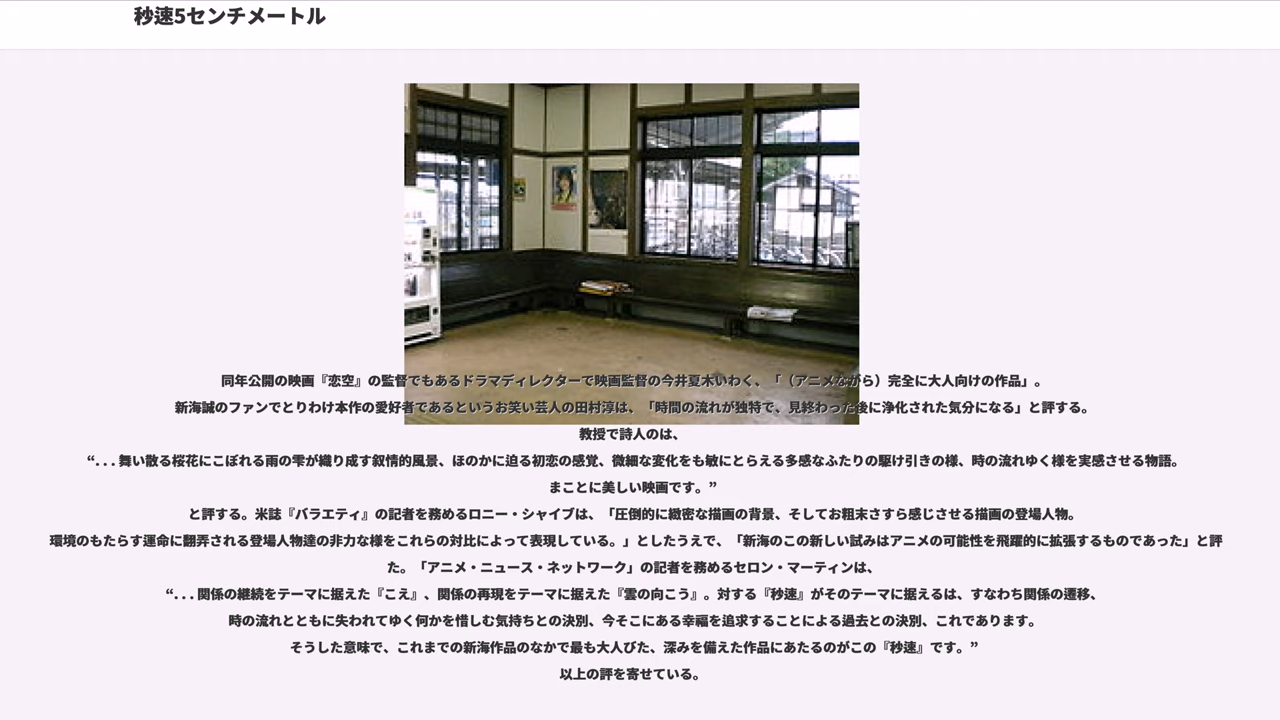 秒速5センチメートル
同年公開の映画『恋空』の監督でもあるドラマディレクターで映画監督の今井夏木いわく、「（アニメながら）完全に大人向けの作品」。
新海誠のファンでとりわけ本作の愛好者であるというお笑い芸人の田村淳は、「時間の流れが独特で、見終わった後に浄化された気分になる」と評する。
教授で詩人のは、
“...舞い散る桜花にこぼれる雨の雫が織り成す叙情的風景、ほのかに迫る初恋の感覚、微細な変化をも敏にとらえる多感なふたりの駆け引きの様、時の流れゆく様を実感させる物語。
まことに美しい映画です。”
と評する。米誌『バラエティ』の記者を務めるロニー・シャイブは、「圧倒的に緻密な描画の背景、そしてお粗末さすら感じさせる描画の登場人物。
環境のもたらす運命に翻弄される登場人物達の非力な様をこれらの対比によって表現している。」としたうえで、「新海のこの新しい試みはアニメの可能性を飛躍的に拡張するものであった」と評
た。「アニメ・ニュース・ネットワーク」の記者を務めるセロン・マーティンは、
“...関係の継続をテーマに据えた『こえ』、関係の再現をテーマに据えた『雲の向こう』。対する『秒速』がそのテーマに据えるは、すなわち関係の遷移、
時の流れとともに失われてゆく何かを惜しむ気持ちとの決別、今そこにある幸福を追求することによる過去との決別、これであります。
そうした意味で、これまでの新海作品のなかで最も大人びた、深みを備えた作品にあたるのがこの『秒速』です。”
以上の評を寄せている。